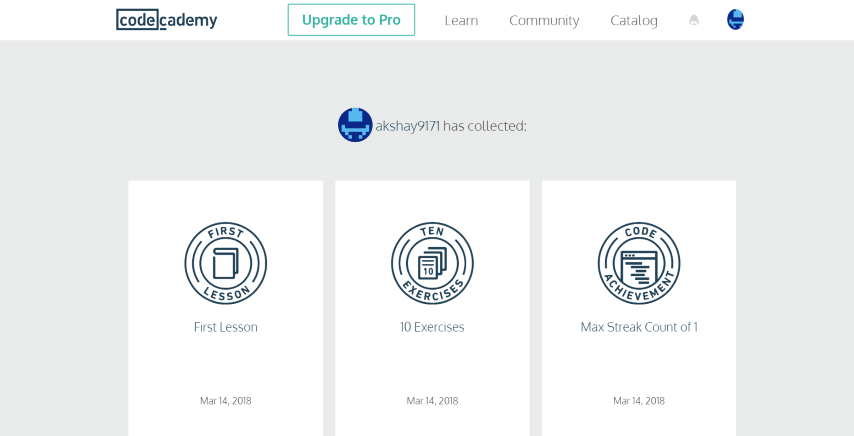 codecademy
Upgrade to Pro
Learn
Community
Catalog
akshay9171 has collected:
FIRST
LESSON
First Lesson
Mar 14, 2018
TEN
10
EXERCISES
10 Exercises
Mar 14, 2018
CODE
ACHIEVEMENT
Max Streak Count of 1
Mar 14, 2018